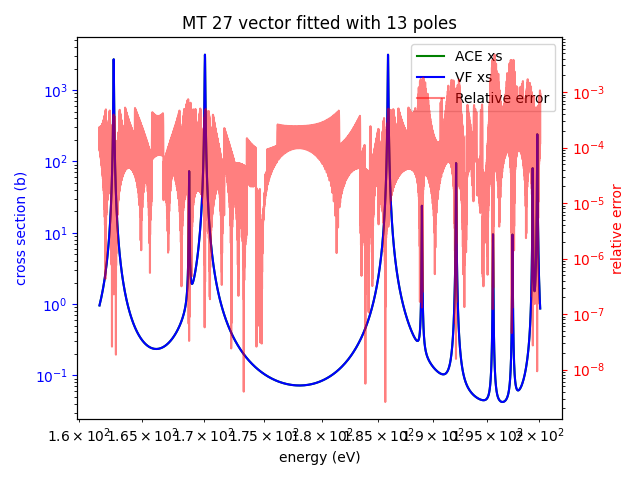 MT 27 vector fitted with 13 poles
ACE xs
VF xs
Relative error
cross section (b)
10³
10²
10¹
10⁰
10⁻¹
relative error
10⁻³
10⁻⁴
10⁻⁵
10⁻⁶
10⁻⁷
10⁻⁸
1.6 × 10² 1.65 × 10² 1.7 × 10² 1.75 × 10² 1.8 × 10² 1.85 × 10² 1.9 × 10² 1.95 × 10² 2 × 10²
energy (eV)